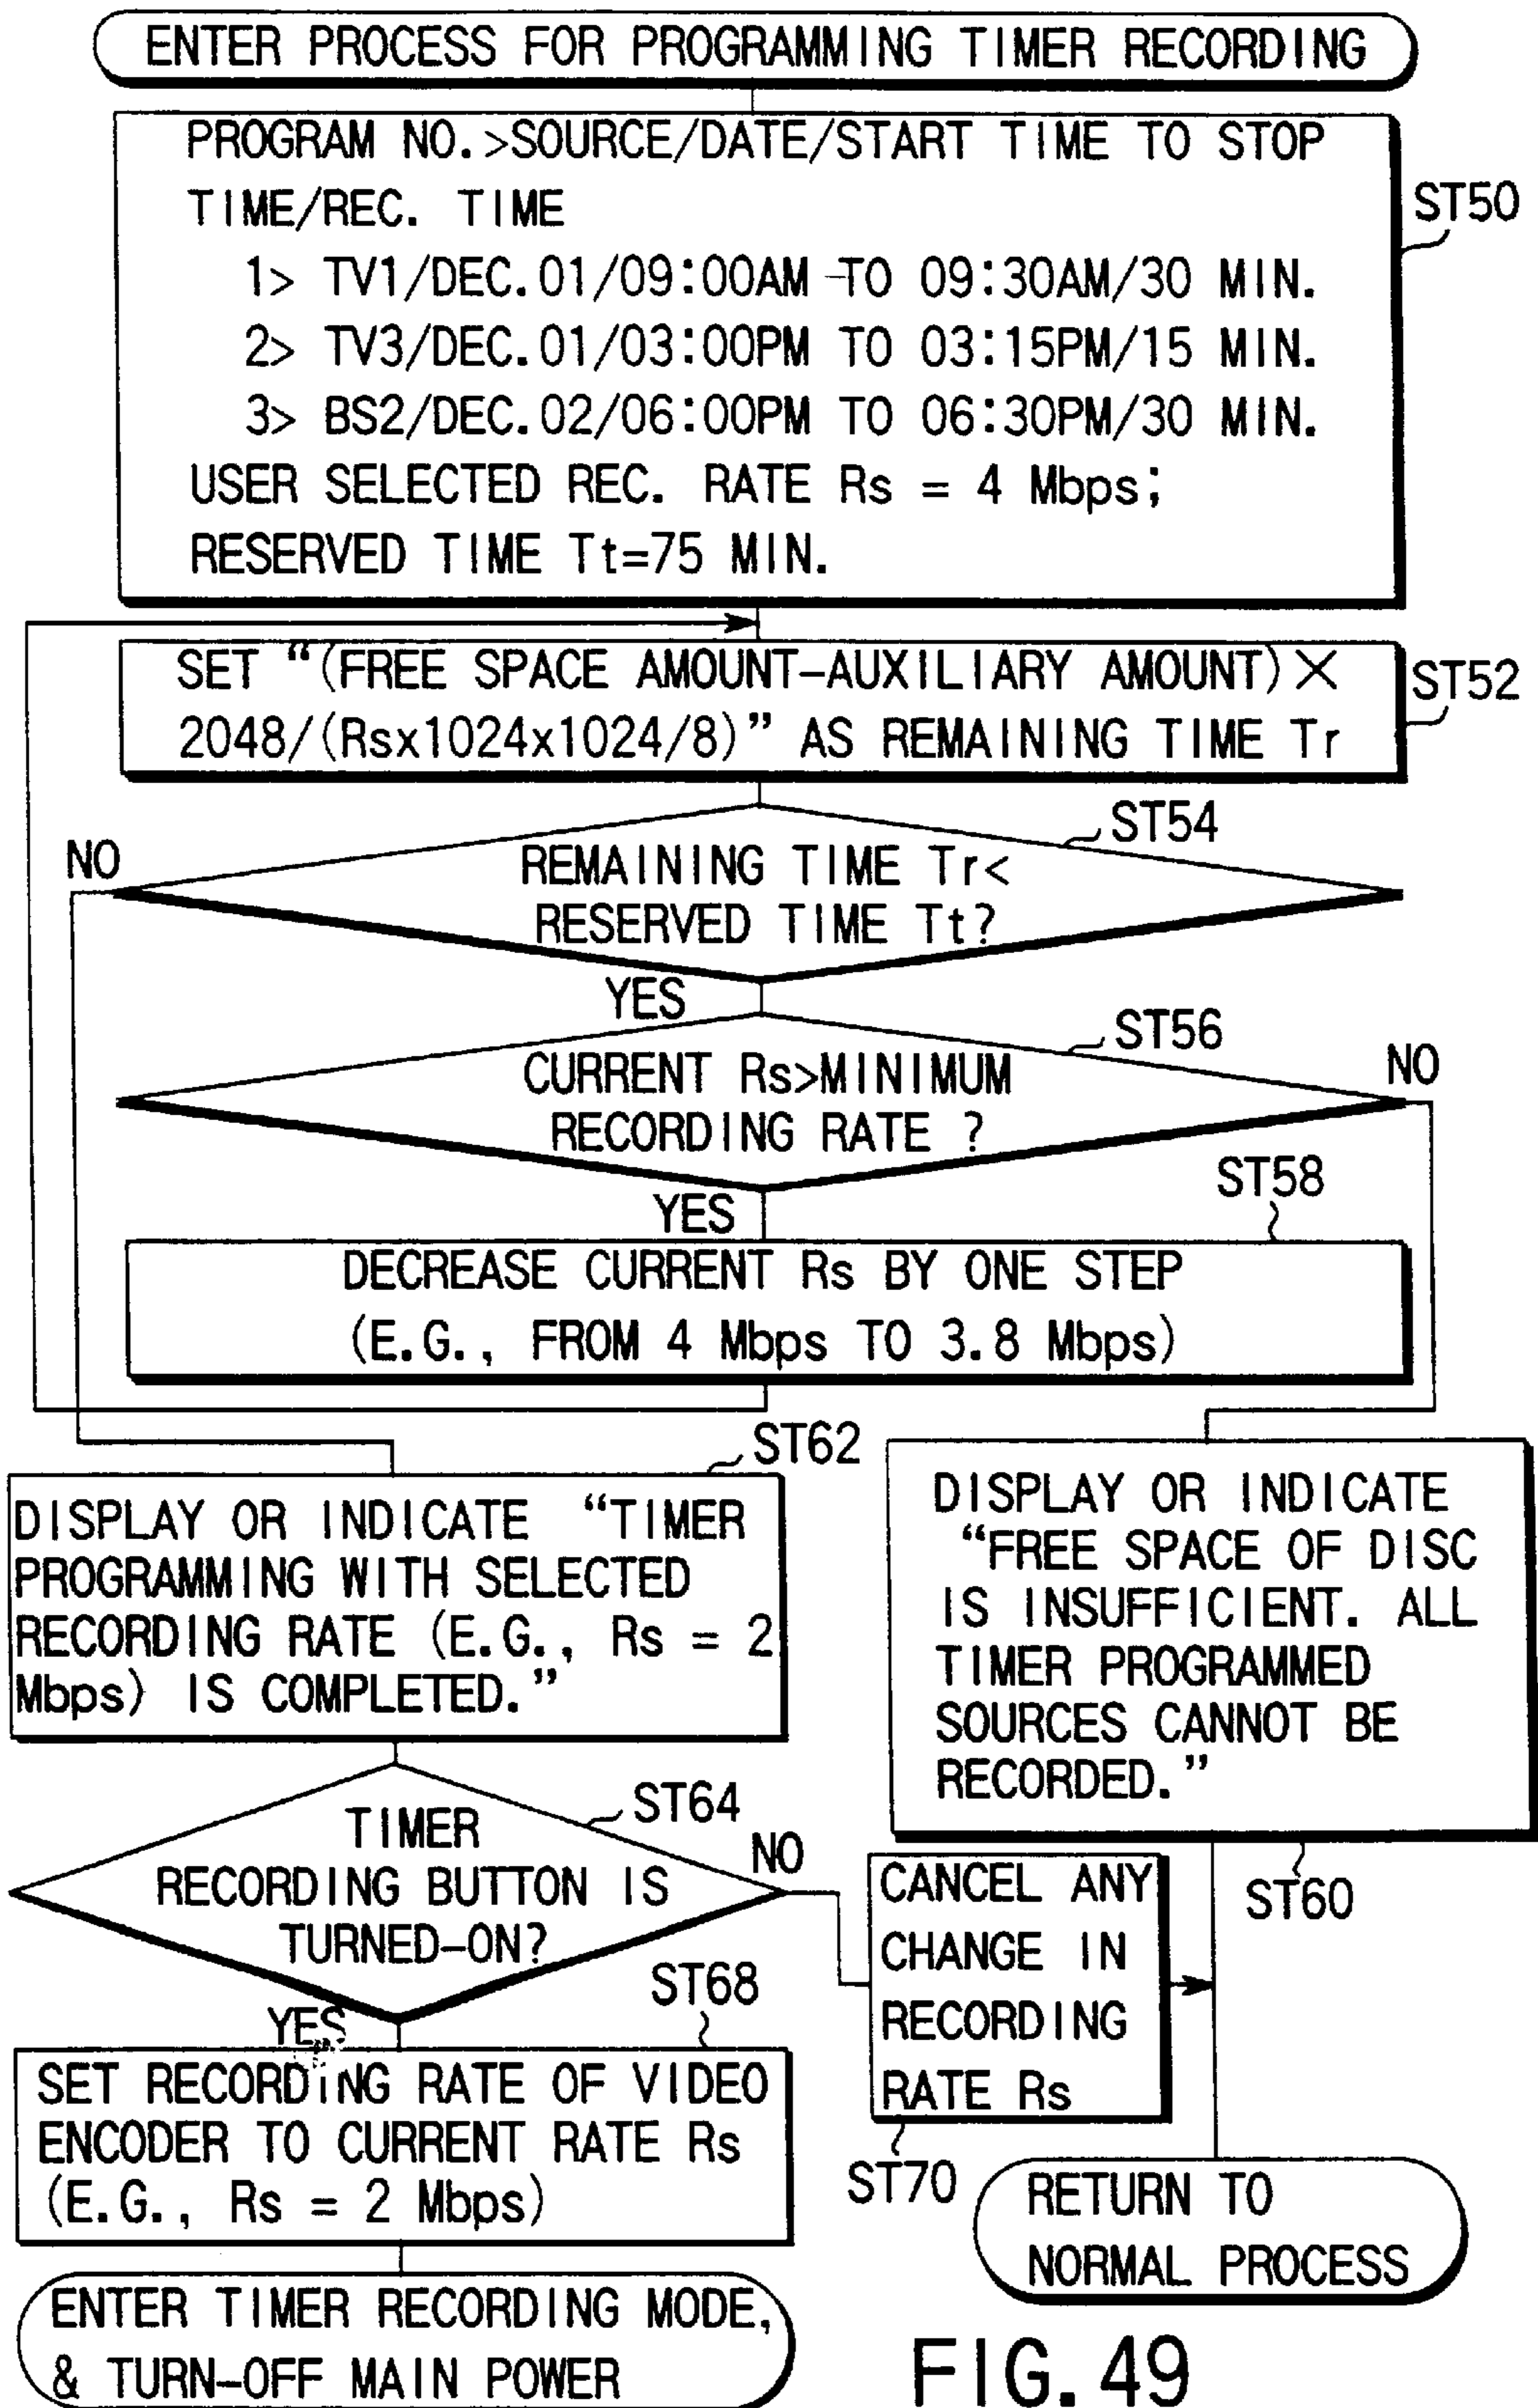 ENTER PROCESS FOR PROGRAMMING TIMER RECORDING
PROGRAM NO.>SOURCE/DATE/START TIME TO STOP
TIME/REC. TIME
1> TV1/DEC.01/09:00AM TO 09:30AM/30 MIN.
2> TV3/DEC.01/03:00PM TO 03:15PM/15 MIN.
3> BS2/DEC.02/06:00PM TO 06:30PM/30 MIN.
USER SELECTED REC. RATE Rs = 4 Mbps;
RESERVED TIME Tt=75 MIN.
ST50
SET “(FREE SPACE AMOUNT-AUXILIARY AMOUNT)×
2048/(Rsx1024x1024/8)” AS REMAINING TIME Tr
ST52
ST54
REMAINING TIME Tr<
RESERVED TIME Tt?
NO
YES
ST56
CURRENT Rs>MINIMUM
RECORDING RATE ?
NO
YES
ST58
DECREASE CURRENT Rs BY ONE STEP
(E.G., FROM 4 Mbps TO 3.8 Mbps)
ST62
DISPLAY OR INDICATE “TIMER
PROGRAMMING WITH SELECTED
RECORDING RATE (E.G., Rs = 2
Mbps) IS COMPLETED.”
DISPLAY OR INDICATE
“FREE SPACE OF DISC
IS INSUFFICIENT. ALL
TIMER PROGRAMMED
SOURCES CANNOT BE
RECORDED.”
ST60
ST64
TIMER
RECORDING BUTTON IS
TURNED-ON?
NO
YES
CANCEL ANY
CHANGE IN
RECORDING
RATE Rs
ST70
ST68
SET RECORDING RATE OF VIDEO
ENCODER TO CURRENT RATE Rs
(E.G., Rs = 2 Mbps)
RETURN TO
NORMAL PROCESS
ENTER TIMER RECORDING MODE,
& TURN-OFF MAIN POWER
FIG. 49